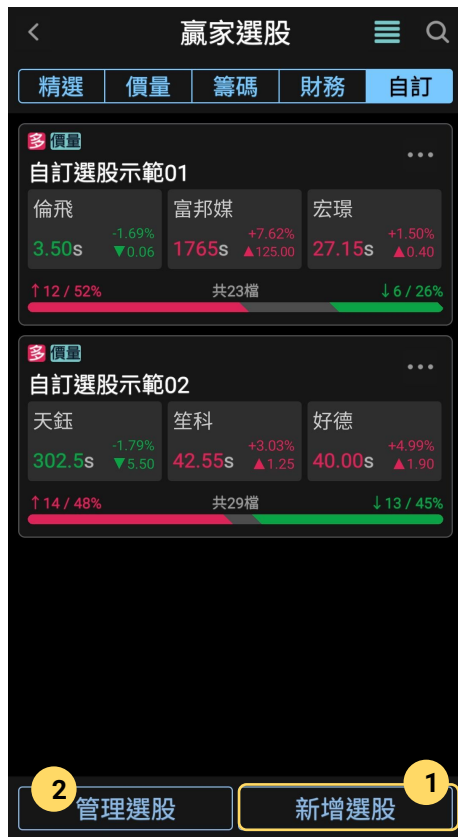 贏家選股
精選 價量 籌碼 財務 自訂
多 價量
自訂選股示範01
倫飛 富邦媒 宏璟
-1.69% +7.62% +1.50%
3.50s ▼0.06 1765s ▲125.00 27.15s ▲0.40
↑12 / 52% 共23檔 ↓6 / 26%
多 價量
自訂選股示範02
天鈺 笙科 好德
-1.79% +3.03% +4.99%
302.5s ▼5.50 42.55s ▲1.25 40.00s ▲1.90
↑14 / 48% 共29檔 ↓13 / 45%
2 1
管理選股 新增選股